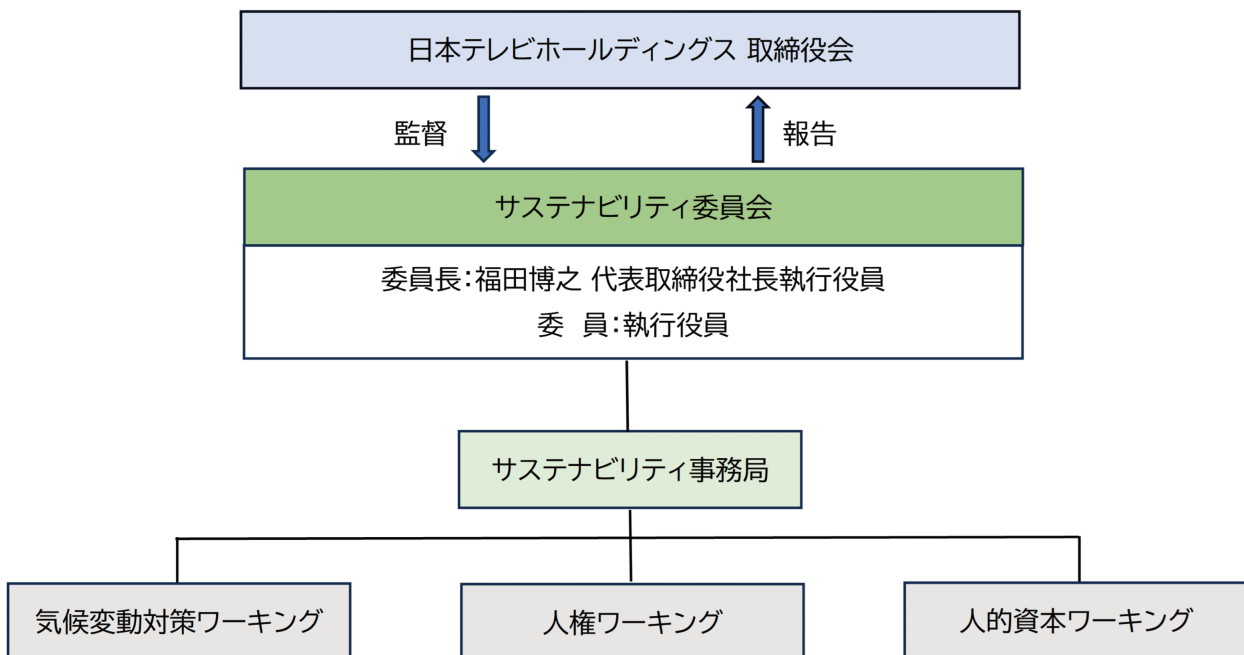 日本テレビホールディングス 取締役会
監督
報告
サステナビリティ委員会
委員長:福田博之 代表取締役社長執行役員
委 員:執行役員
サステナビリティ事務局
気候変動対策ワーキング
人権ワーキング
人的資本ワーキング